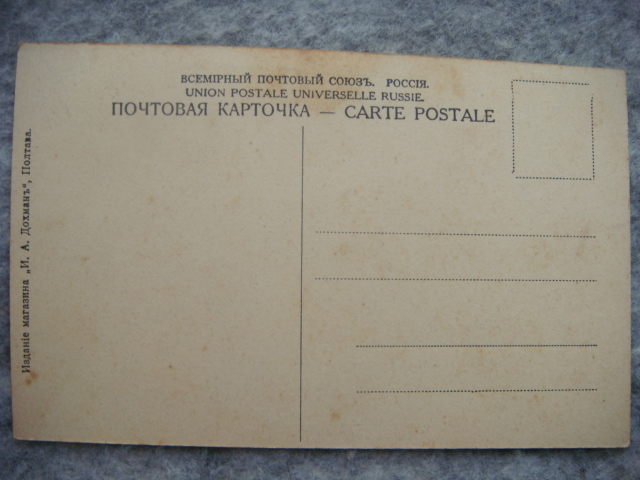 ВСЕМІРНЫЙ ПОЧТОВЫЙ СОЮЗЪ. РОССІЯ.
UNION POSTALE UNIVERSELLE RUSSIE.
ПОЧТОВАЯ КАРТОЧКА — CARTE POSTALE
Изданіе магазина „И. А. Дохманъ“, Полтава.